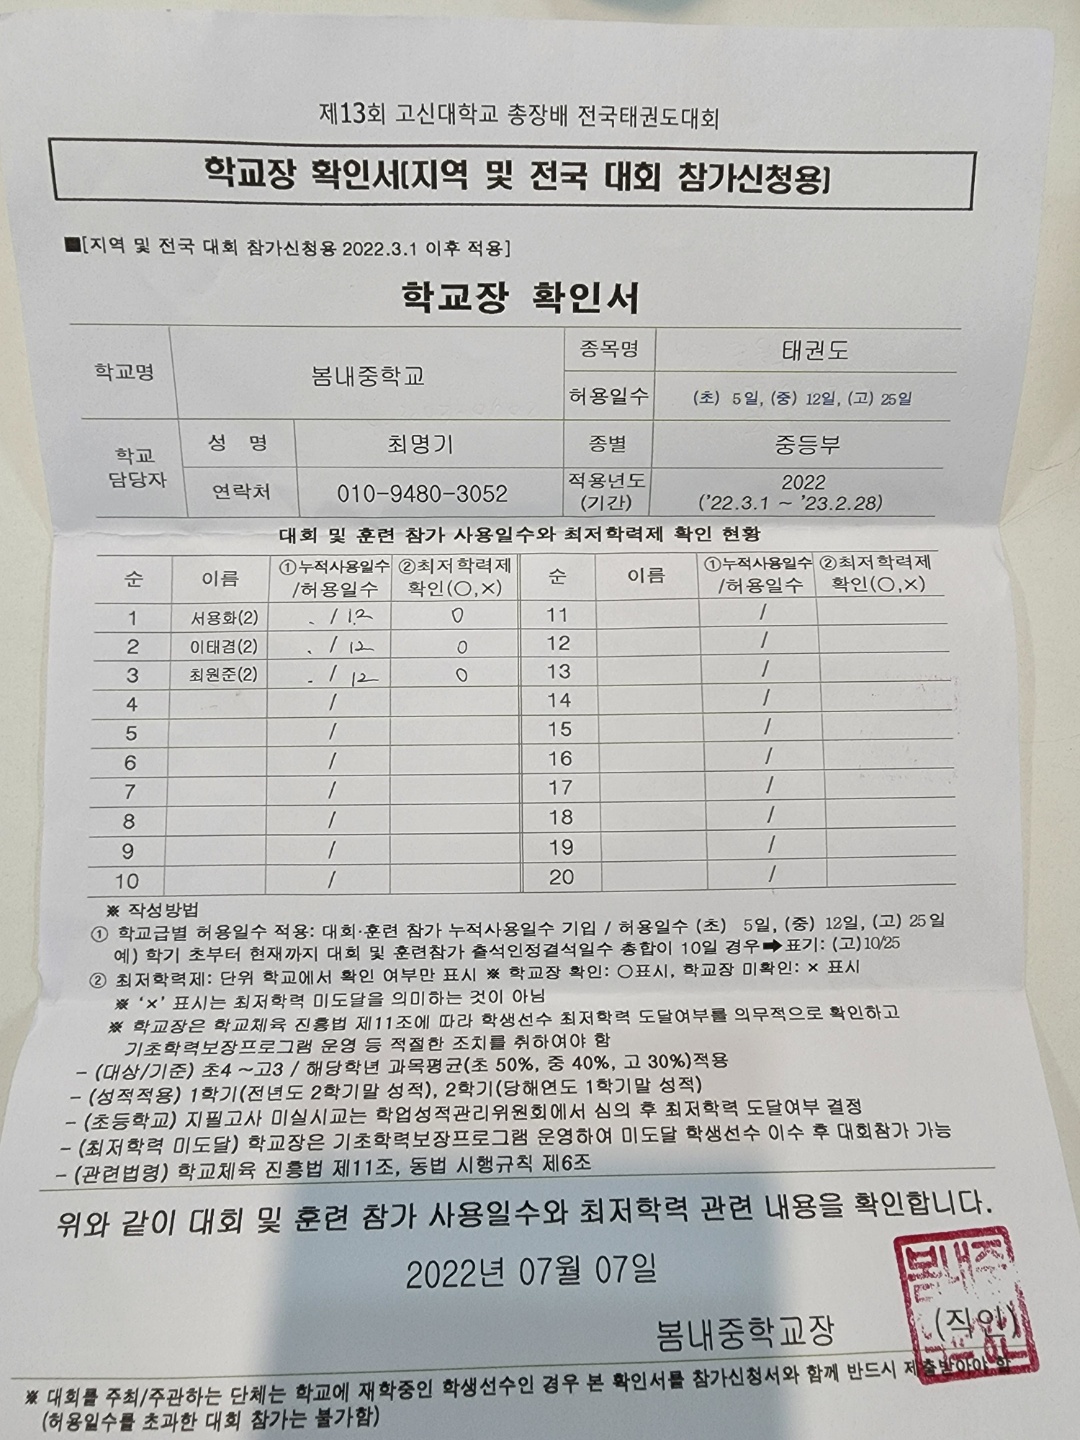 제13회 고신대학교 총장배 전국태권도대회
학교장 확인서(지역 및 전국 대회 참가신청용)
■[지역 및 전국 대회 참가신청용 2022.3.1 이후 적용]
학교장 확인서
학교명 봄내중학교 종목명 태권도
허용일수 (초) 5일, (중) 12일, (고) 25일
학교 담당자 성 명 최명기 종별 중등부
연락처 010-9480-3052 적용년도 (기간) 2022 ('22.3.1 ~ '23.2.28)
대회 및 훈련 참가 사용일수와 최저학력제 확인 현황
순 이름 ①누적사용일수 /허용일수 ②최저학력제 확인(○,×) 순 이름 ①누적사용일수 /허용일수 ②최저학력제 확인(○,×)
1 서용화(2) . / 12 0 11 /
2 이태겸(2) . / 12 0 12 /
3 최원준(2) . / 12 0 13 /
4 / 14 /
5 / 15 /
6 / 16 /
7 / 17 /
8 / 18 /
9 / 19 /
10 / 20 /
※ 작성방법
① 학교급별 허용일수 적용: 대회·훈련 참가 누적사용일수 기입 / 허용일수 (초) 5일, (중) 12일, (고) 25일
예) 학기 초부터 현재까지 대회 및 훈련참가 출석인정결석일수 총합이 10일 경우➡표기: (고)10/25
② 최저학력제: 단위 학교에서 확인 여부만 표시 ※ 학교장 확인: ○표시, 학교장 미확인: × 표시
※ '×' 표시는 최저학력 미도달을 의미하는 것이 아님
※ 학교장은 학교체육 진흥법 제11조에 따라 학생선수 최저학력 도달여부를 의무적으로 확인하고
기초학력보장프로그램 운영 등 적절한 조치를 취하여야 함
- (대상/기준) 초4 ~고3 / 해당학년 과목평균(초 50%, 중 40%, 고 30%)적용
- (성적적용) 1학기(전년도 2학기말 성적), 2학기(당해연도 1학기말 성적)
- (초등학교) 지필고사 미실시교는 학업성적관리위원회에서 심의 후 최저학력 도달여부 결정
- (최저학력 미도달) 학교장은 기초학력보장프로그램 운영하여 미도달 학생선수 이수 후 대회참가 가능
- (관련법령) 학교체육 진흥법 제11조, 동법 시행규칙 제6조
위와 같이 대회 및 훈련 참가 사용일수와 최저학력 관련 내용을 확인합니다.
2022년 07월 07일
봄내중학교장 (직인)
봄내중
※ 대회를 주최/주관하는 단체는 학교에 재학중인 학생선수인 경우 본 확인서를 참가신청서와 함께 반드시 제출받아야 함
(허용일수를 초과한 대회 참가는 불가함)